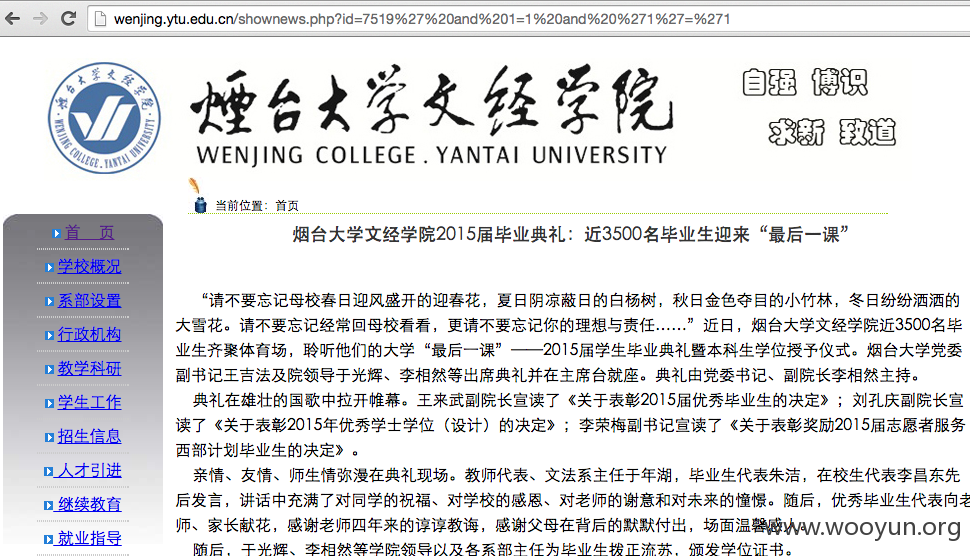 wenjing.ytu.edu.cn/shownews.php?id=7519%27%20and%201=1%20and%20%271%27=%271
烟台大学文经学院
WENJING COLLEGE.YANTAI UNIVERSITY
煙台大学文经学院
WENJING COLLEGE.YANTAI UNIVERSITY
自强 博识
求新 致道
当前位置：首页
首 页
学校概况
系部设置
行政机构
教学科研
学生工作
招生信息
人才引进
继续教育
就业指导
烟台大学文经学院2015届毕业典礼：近3500名毕业生迎来“最后一课”
“请不要忘记母校春日迎风盛开的迎春花，夏日阴凉蔽日的白杨树，秋日金色夺目的小竹林，冬日纷纷洒洒的
大雪花。请不要忘记经常回母校看看，更请不要忘记你的理想与责任……”近日，烟台大学文经学院近3500名毕
业生齐聚体育场，聆听他们的大学“最后一课”——2015届学生毕业典礼暨本科生学位授予仪式。烟台大学党委
副书记王吉法及院领导于光辉、李相然等出席典礼并在主席台就座。典礼由党委书记、副院长李相然主持。
典礼在雄壮的国歌中拉开帷幕。王来武副院长宣读了《关于表彰2015届优秀毕业生的决定》；刘孔庆副院长宣
读了《关于表彰2015年优秀学士学位（设计）的决定》；李荣梅副书记宣读了《关于表彰奖励2015届志愿者服务
西部计划毕业生的决定》。
亲情、友情、师生情弥漫在典礼现场。教师代表、文法系主任于年湖，毕业生代表朱洁，在校生代表李昌东先
后发言，讲话中充满了对同学的祝福、对学校的感恩、对老师的谢意和对未来的憧憬。随后，优秀毕业生代表向老
师、家长献花，感谢老师四年来的谆谆教诲，感谢父母在背后的默默付出，场面温馨感人。
随后，于光辉、李相然等学院领导以及各系部主任为毕业生拨正流苏，颁发学位证书。
www.wooyun.org